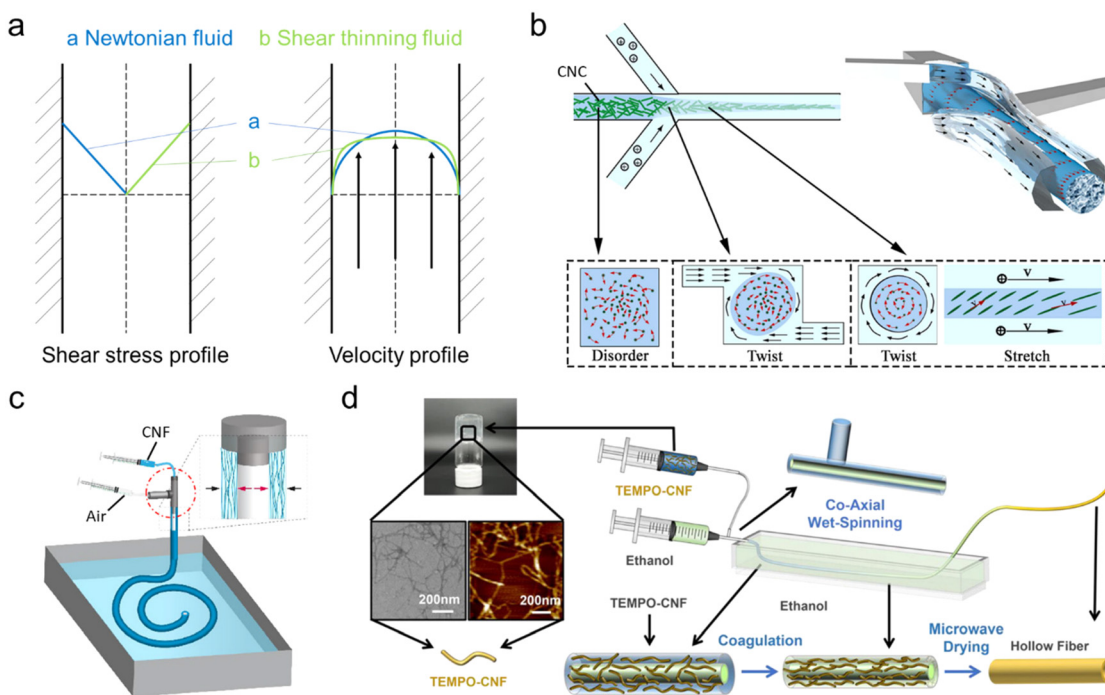 a
a Newtonian fluid
b Shear thinning fluid
a
b
Shear stress profile
Velocity profile
b
CNC
Disorder
Twist
v
v
v
v
Twist
Stretch
c
CNF
Air
d
TEMPO-CNF
Ethanol
Co-Axial
Wet-Spinning
200nm
200nm
TEMPO-CNF
TEMPO-CNF
Ethanol
Coagulation
Microwave
Drying
Hollow Fiber